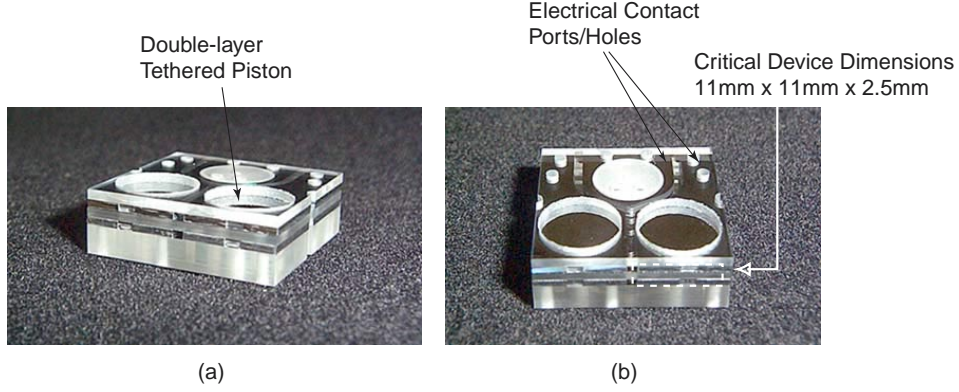 Double-layer
Tethered Piston
Electrical Contact
Ports/Holes
Critical Device Dimensions
11mm x 11mm x 2.5mm
(a)
(b)